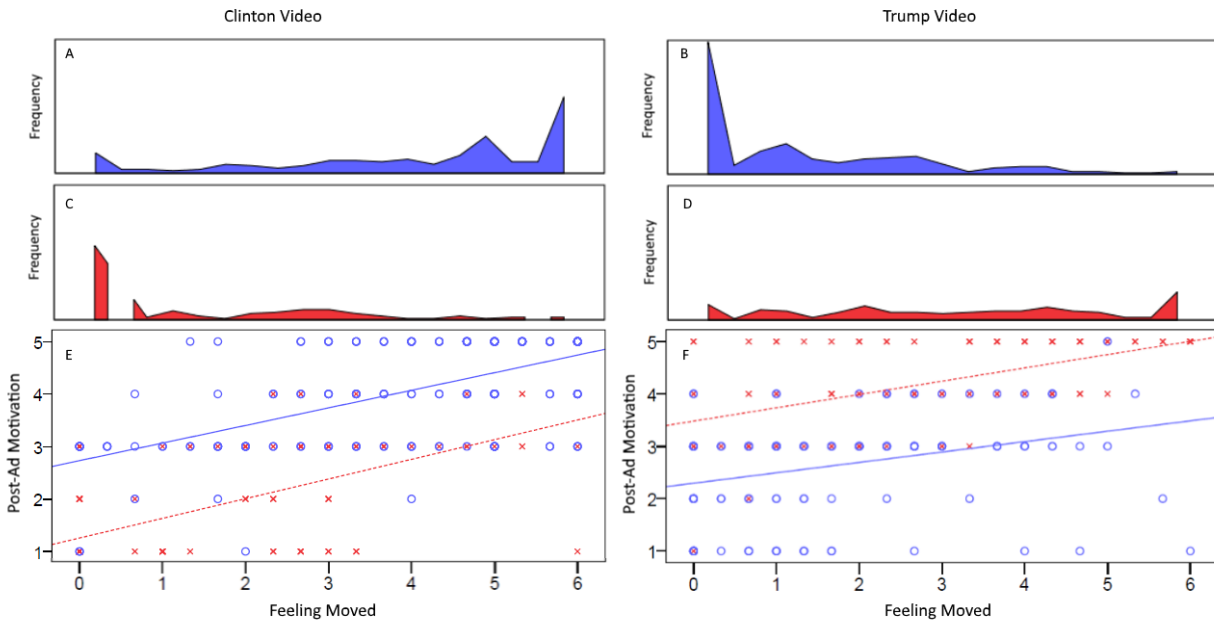 Clinton Video
Trump Video
A
Frequency
B
Frequency
C
Frequency
D
Frequency
E
Post-Ad Motivation
5
4
3
2
1
0 1 2 3 4 5 6
Feeling Moved
F
Post-Ad Motivation
5
4
3
2
1
0 1 2 3 4 5 6
Feeling Moved